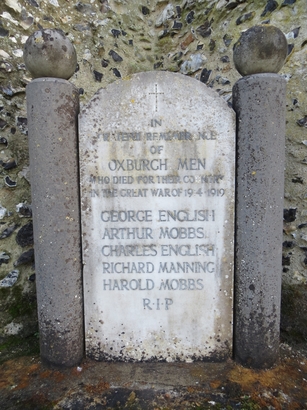 IN
OF
OXBURGH MEN
WHO DIED FOR THEIR
IN THE GREAT WAR OF 1914 1919
GEORGE ENGLISH
ARTHUR MOBBS
CHARLES ENGLISH
RICHARD MANNING
HAROLD MOBBS
R·I·P